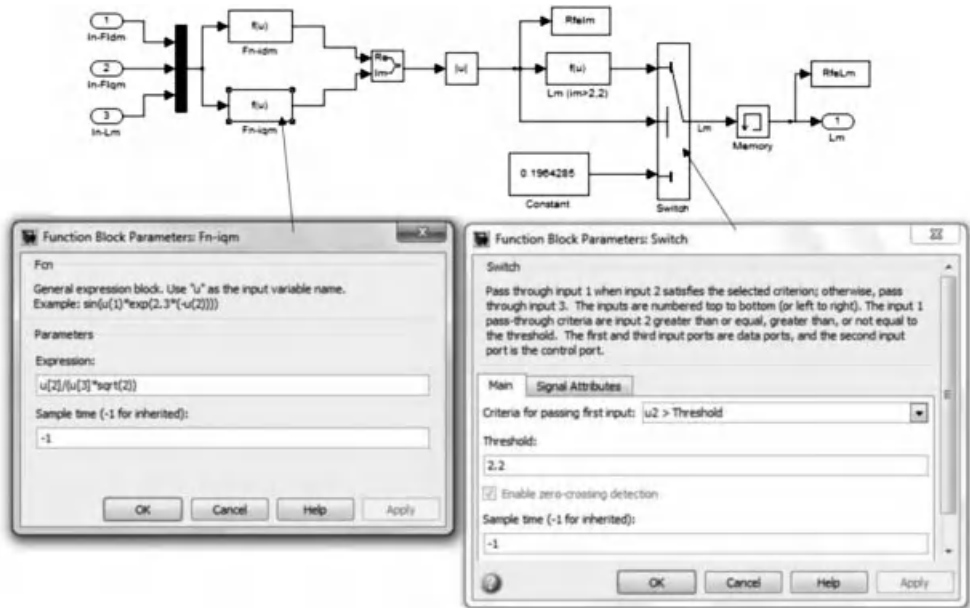 1
In-FIdm
2
In-FIqm
3
In-Lm
f(u)
Fn-idm
f(u)
Fn-iqm
Re
Im
|u|
RfeIm
f(u)
Lm (im>2,2)
0.1964285
Constant
Switch
Lm
Memory
RfeLm
1
Lm
Function Block Parameters: Fn-iqm
Fcn
General expression block. Use "u" as the input variable name.
Example: sin(u(1)*exp(2.3*(-u(2))))
Parameters
Expression:
u[2]/(u[3]*sqrt(2))
Sample time (-1 for inherited):
-1
OK Cancel Help Apply
Function Block Parameters: Switch
Switch
Pass through input 1 when input 2 satisfies the selected criterion; otherwise, pass
through input 3. The inputs are numbered top to bottom (or left to right). The input 1
pass-through criteria are input 2 greater than or equal, greater than, or not equal to
the threshold. The first and third input ports are data ports, and the second input
port is the control port.
Main Signal Attributes
Criteria for passing first input: u2 > Threshold
Threshold:
2.2
Enable zero-crossing detection
Sample time (-1 for inherited):
-1
OK Cancel Help Apply